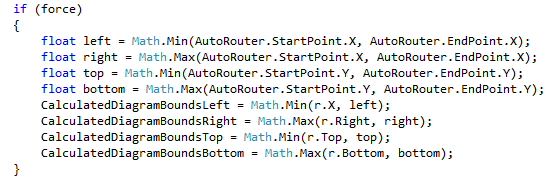 if (force)
{
float left = Math.Min(AutoRouter.StartPoint.X, AutoRouter.EndPoint.X);
float right = Math.Max(AutoRouter.StartPoint.X, AutoRouter.EndPoint.X);
float top = Math.Min(AutoRouter.StartPoint.Y, AutoRouter.EndPoint.Y);
float bottom = Math.Max(AutoRouter.StartPoint.Y, AutoRouter.EndPoint.Y);
CalculatedDiagramBoundsLeft = Math.Min(r.X, left);
CalculatedDiagramBoundsRight = Math.Max(r.Right, right);
CalculatedDiagramBoundsTop = Math.Min(r.Top, top);
CalculatedDiagramBoundsBottom = Math.Max(r.Bottom, bottom);
}